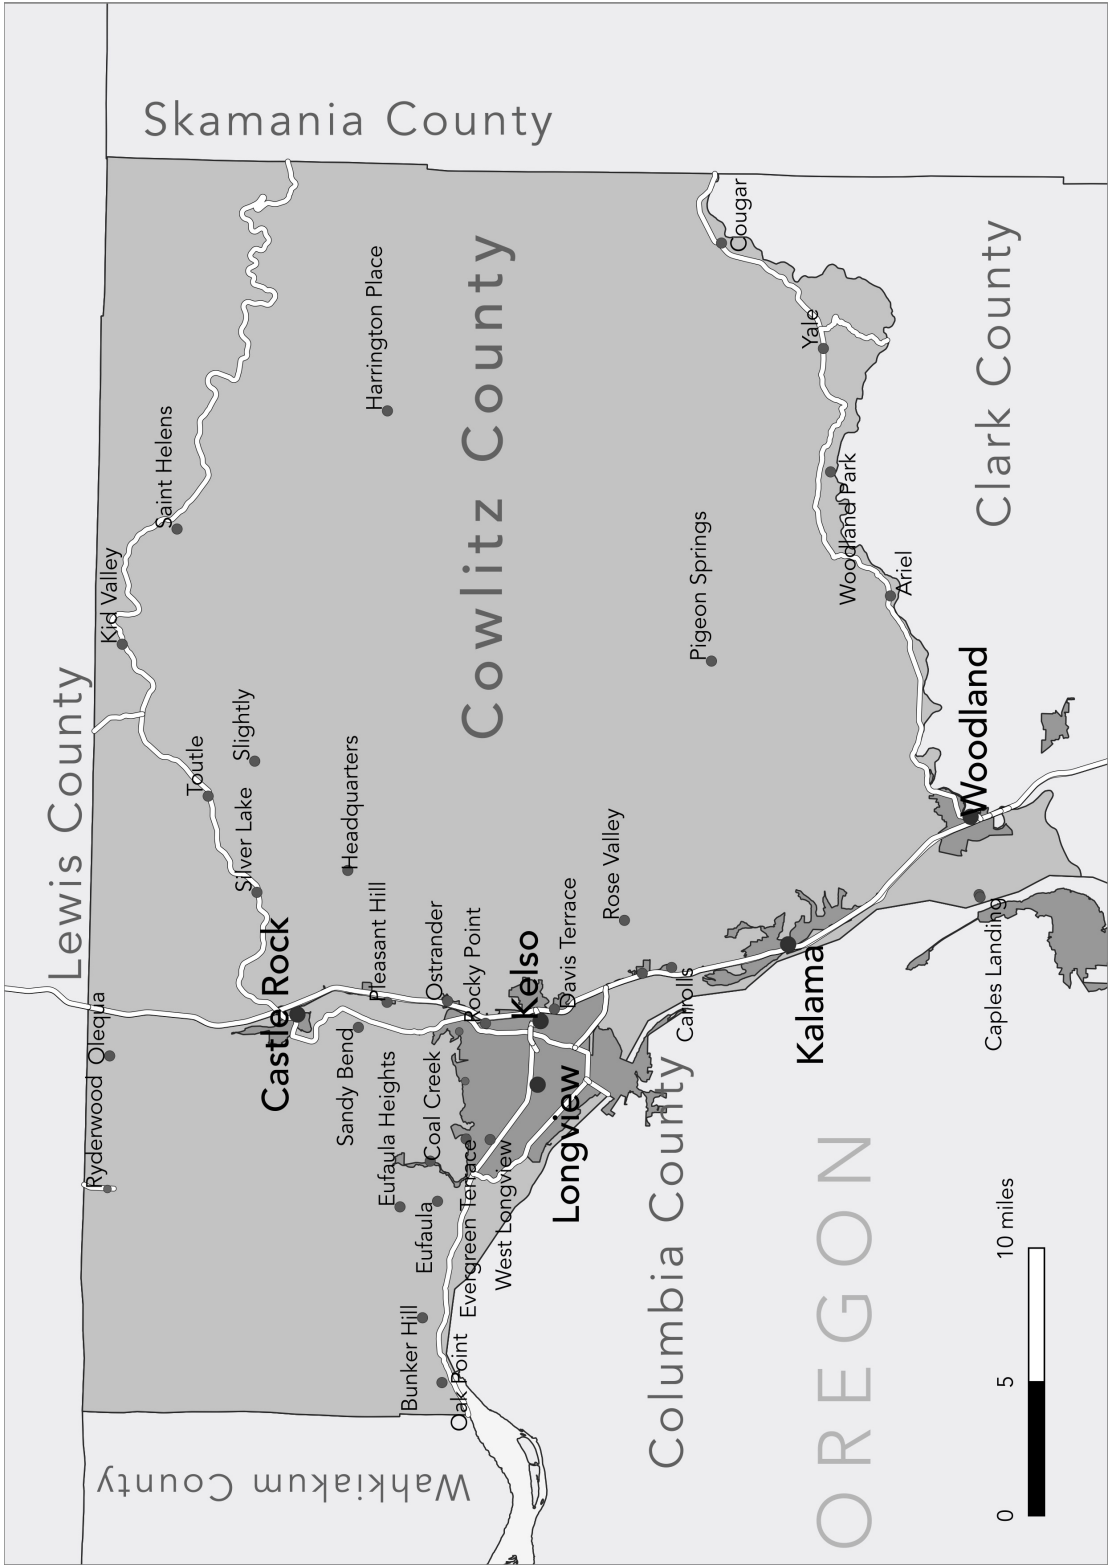 Lewis County
Ryderwood
Olequa
Kid Valley
Saint Helens
Toutle
Slightly
Silver Lake
Castle Rock
Wahkiakum County
Skamania County
Sandy Bend
Headquarters
Pleasant Hill
Harrington Place
Eufaula Heights
Bunker Hill
Eufaula
Coal Creek
Ostrander
Oak Point
Evergreen Terrace
Rocky Point
Cowlitz County
West Longview
Kelso
Longview
Davis Terrace
Rose Valley
Columbia County
Carrolls
Pigeon Springs
Cougar
Kalama
Yale
OREGON
Woodland Park
Ariel
Woodland
Caples Landing
Clark County
0 5 10 miles